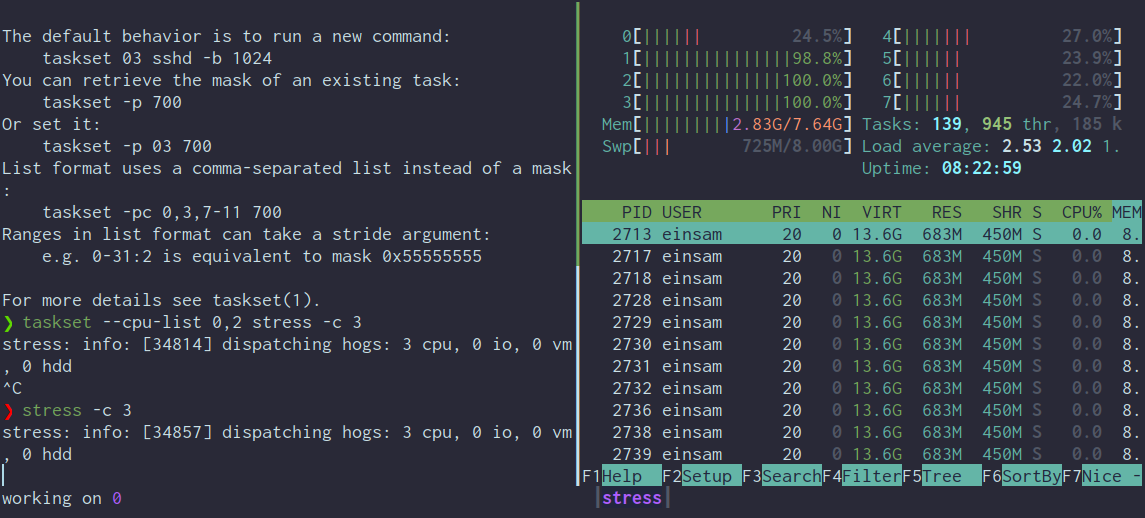 The default behavior is to run a new command:
    taskset 03 sshd -b 1024
You can retrieve the mask of an existing task:
    taskset -p 700
Or set it:
    taskset -p 03 700
List format uses a comma-separated list instead of a mask
:
    taskset -pc 0,3,7-11 700
Ranges in list format can take a stride argument:
    e.g. 0-31:2 is equivalent to mask 0x55555555
For more details see taskset(1).
❯ taskset --cpu-list 0,2 stress -c 3
stress: info: [34814] dispatching hogs: 3 cpu, 0 io, 0 vm
, 0 hdd
^C
❯ stress -c 3
stress: info: [34857] dispatching hogs: 3 cpu, 0 io, 0 vm
, 0 hdd
0[|||||| 24.5%] 4[||||||| 27.0%]
1[|||||||||||||||98.8%] 5[|||||| 23.9%]
2[||||||||||||||100.0%] 6[|||||| 22.0%]
3[||||||||||||||100.0%] 7[|||||| 24.7%]
Mem[|||||||||2.83G/7.64G] Tasks: 139, 945 thr, 185 k
Swp[||| 725M/8.00G] Load average: 2.53 2.02 1.
Uptime: 08:22:59
PID USER PRI NI VIRT RES SHR S CPU% MEM
2713 einsam 20 0 13.6G 683M 450M S 0.0 8.
2717 einsam 20 0 13.6G 683M 450M S 0.0 8.
2718 einsam 20 0 13.6G 683M 450M S 0.0 8.
2728 einsam 20 0 13.6G 683M 450M S 0.0 8.
2729 einsam 20 0 13.6G 683M 450M S 0.0 8.
2730 einsam 20 0 13.6G 683M 450M S 0.0 8.
2731 einsam 20 0 13.6G 683M 450M S 0.0 8.
2732 einsam 20 0 13.6G 683M 450M S 0.0 8.
2736 einsam 20 0 13.6G 683M 450M S 0.0 8.
2738 einsam 20 0 13.6G 683M 450M S 0.0 8.
2739 einsam 20 0 13.6G 683M 450M S 0.0 8.
F1Help F2Setup F3SearchF4FilterF5Tree F6SortByF7Nice -
working on 0 |stress|